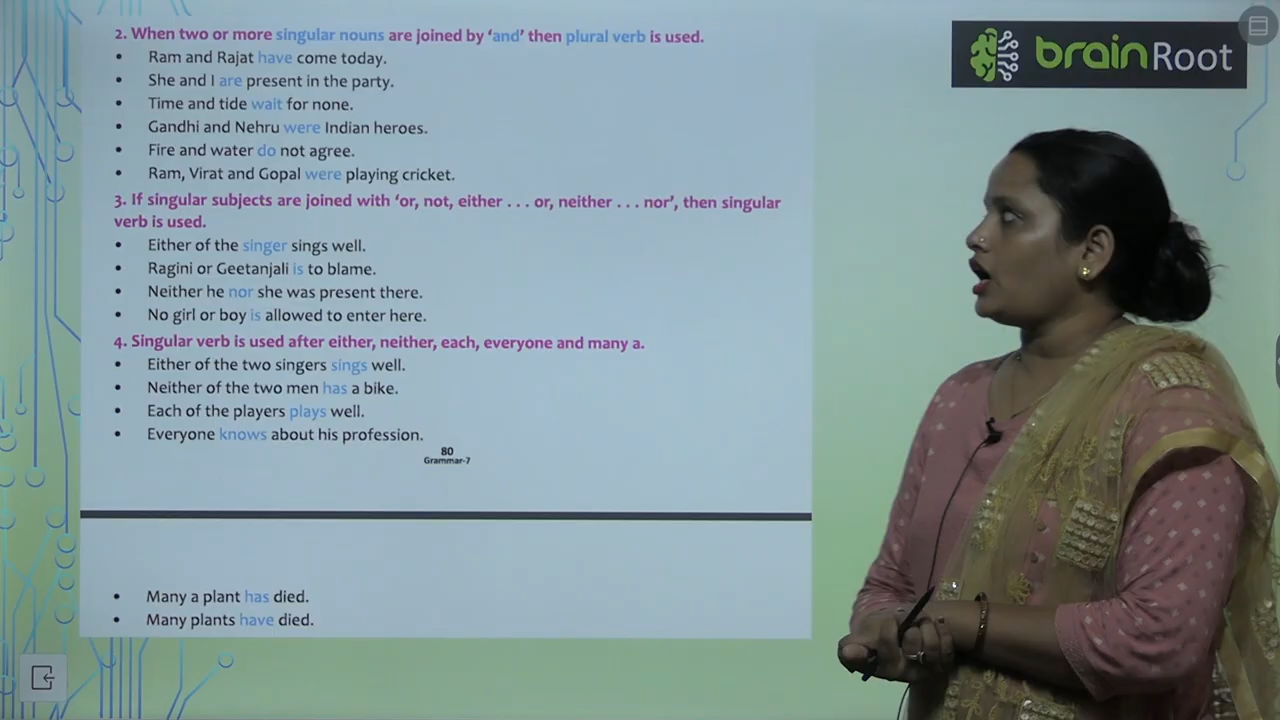 2. When two or more singular nouns are joined by ‘and’ then plural verb is used.
• Ram and Rajat have come today.
• She and I are present in the party.
• Time and tide wait for none.
• Gandhi and Nehru were Indian heroes.
• Fire and water do not agree.
• Ram, Virat and Gopal were playing cricket.
3. If singular subjects are joined with ‘or, not, either . . . or, neither . . . nor’, then singular
verb is used.
• Either of the singer sings well.
• Ragini or Geetanjali is to blame.
• Neither he nor she was present there.
• No girl or boy is allowed to enter here.
4. Singular verb is used after either, neither, each, everyone and many a.
• Either of the two singers sings well.
• Neither of the two men has a bike.
• Each of the players plays well.
• Everyone knows about his profession.
80
Grammar-7
• Many a plant has died.
• Many plants have died.
brainRoot